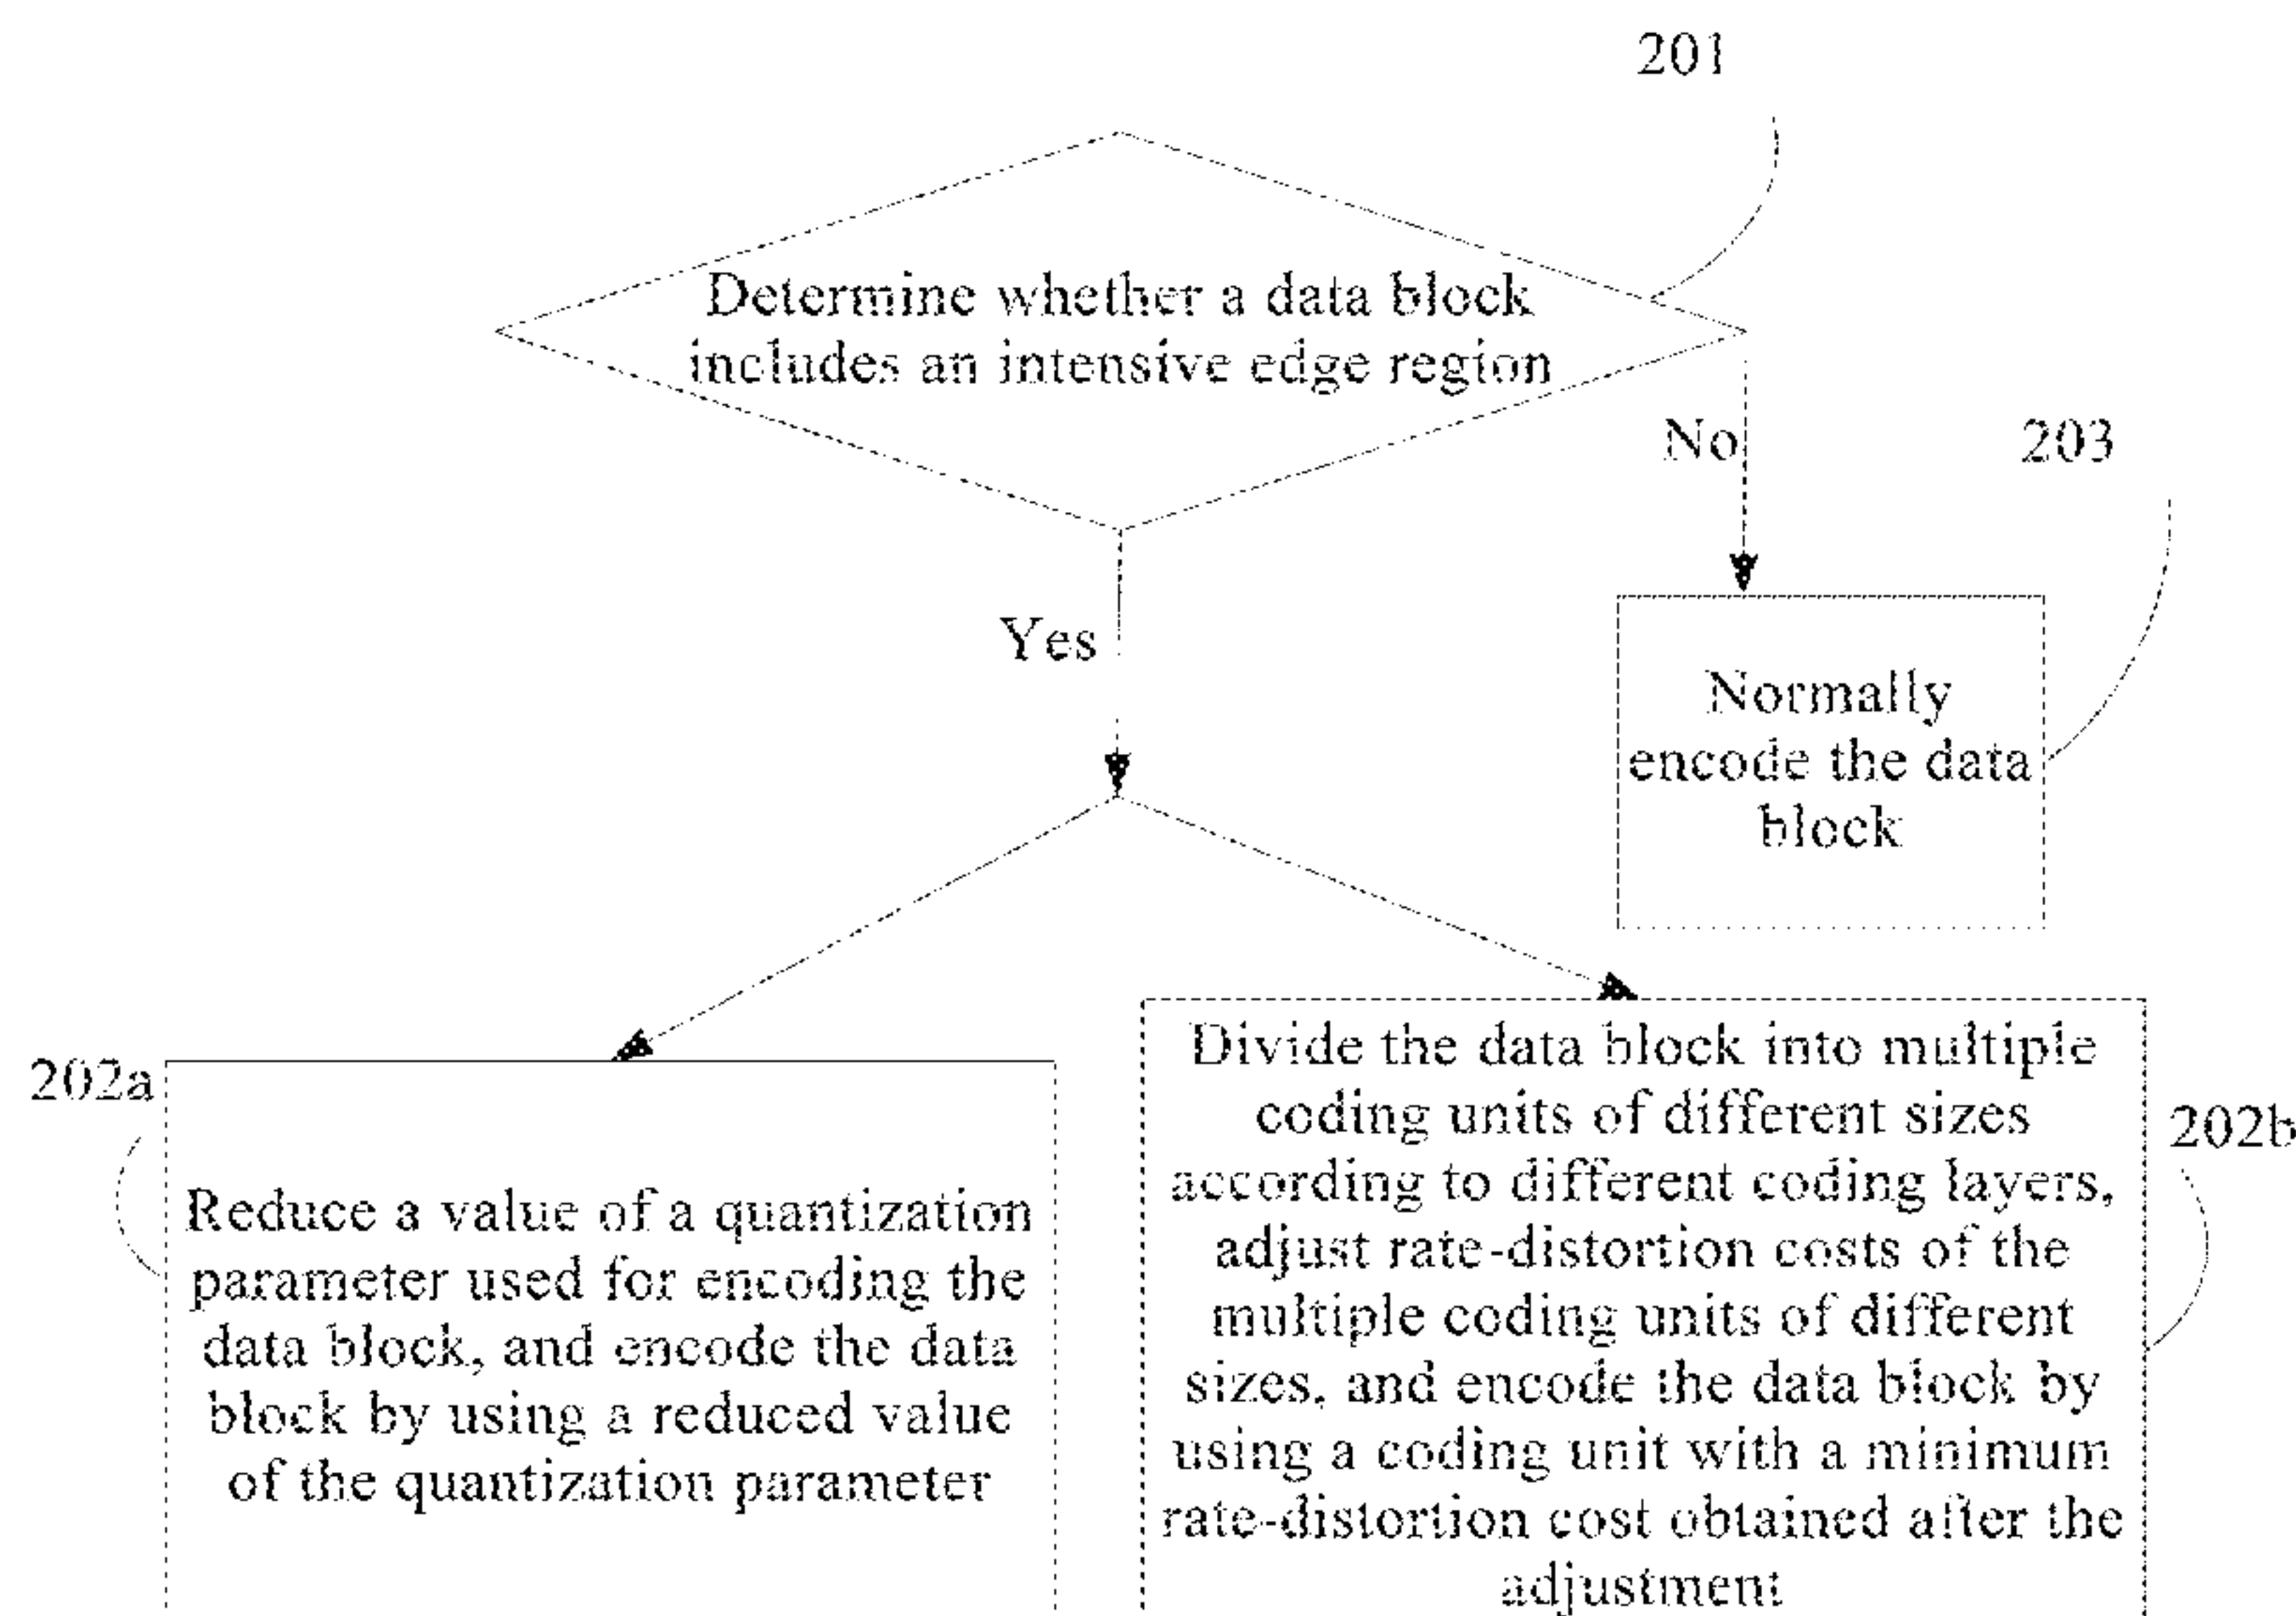 201
Determine whether a data block
includes an intensive edge region
No
203
Yes
Normally
encode the data
block
202a
Reduce a value of a quantization
parameter used for encoding the
data block, and encode the data
block by using a reduced value
of the quantization parameter
Divide the data block into multiple
coding units of different sizes
according to different coding layers,
adjust rate-distortion costs of the
multiple coding units of different
sizes, and encode the data block by
using a coding unit with a minimum
rate-distortion cost obtained after the
adjustment
202b